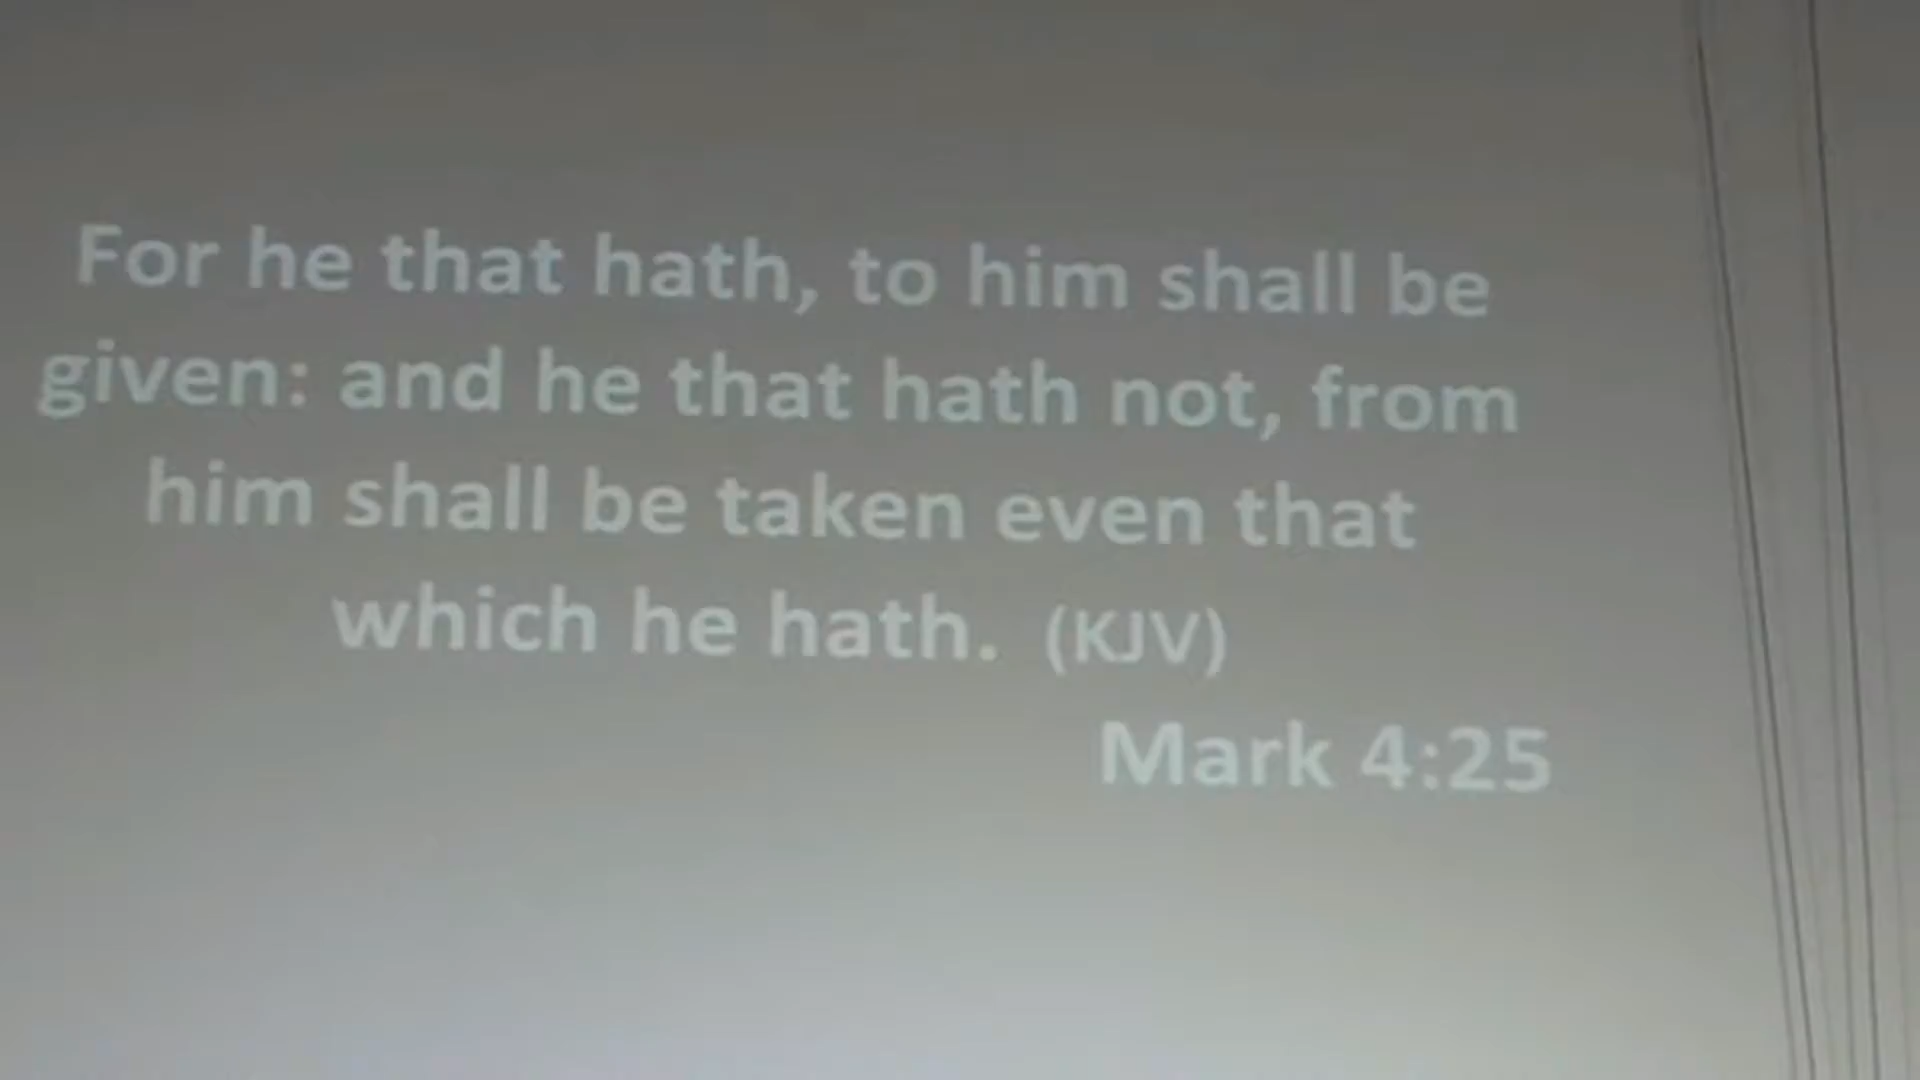 For he that hath, to him shall be
given: and he that hath not, from
him shall be taken even that
which he hath. (KJV)
Mark 4:25